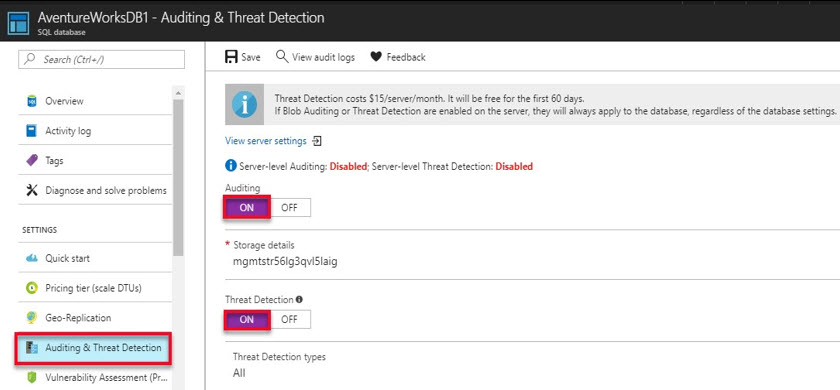 AventureWorksDB1 - Auditing & Threat Detection
SQL database
Search (Ctrl+/)
Overview
Activity log
Tags
Diagnose and solve problems
SETTINGS
Quick start
Pricing tier (scale DTUs)
Geo-Replication
Auditing & Threat Detection
Vulnerability Assessment (Pr...
Save
View audit logs
Feedback
Threat Detection costs $15/server/month. It will be free for the first 60 days.
If Blob Auditing or Threat Detection are enabled on the server, they will always apply to the database, regardless of the database settings.
View server settings
Server-level Auditing: Disabled; Server-level Threat Detection: Disabled
Auditing
ON OFF
* Storage details
mgmtstr56lg3qvl5laig
Threat Detection
ON OFF
Threat Detection types
All